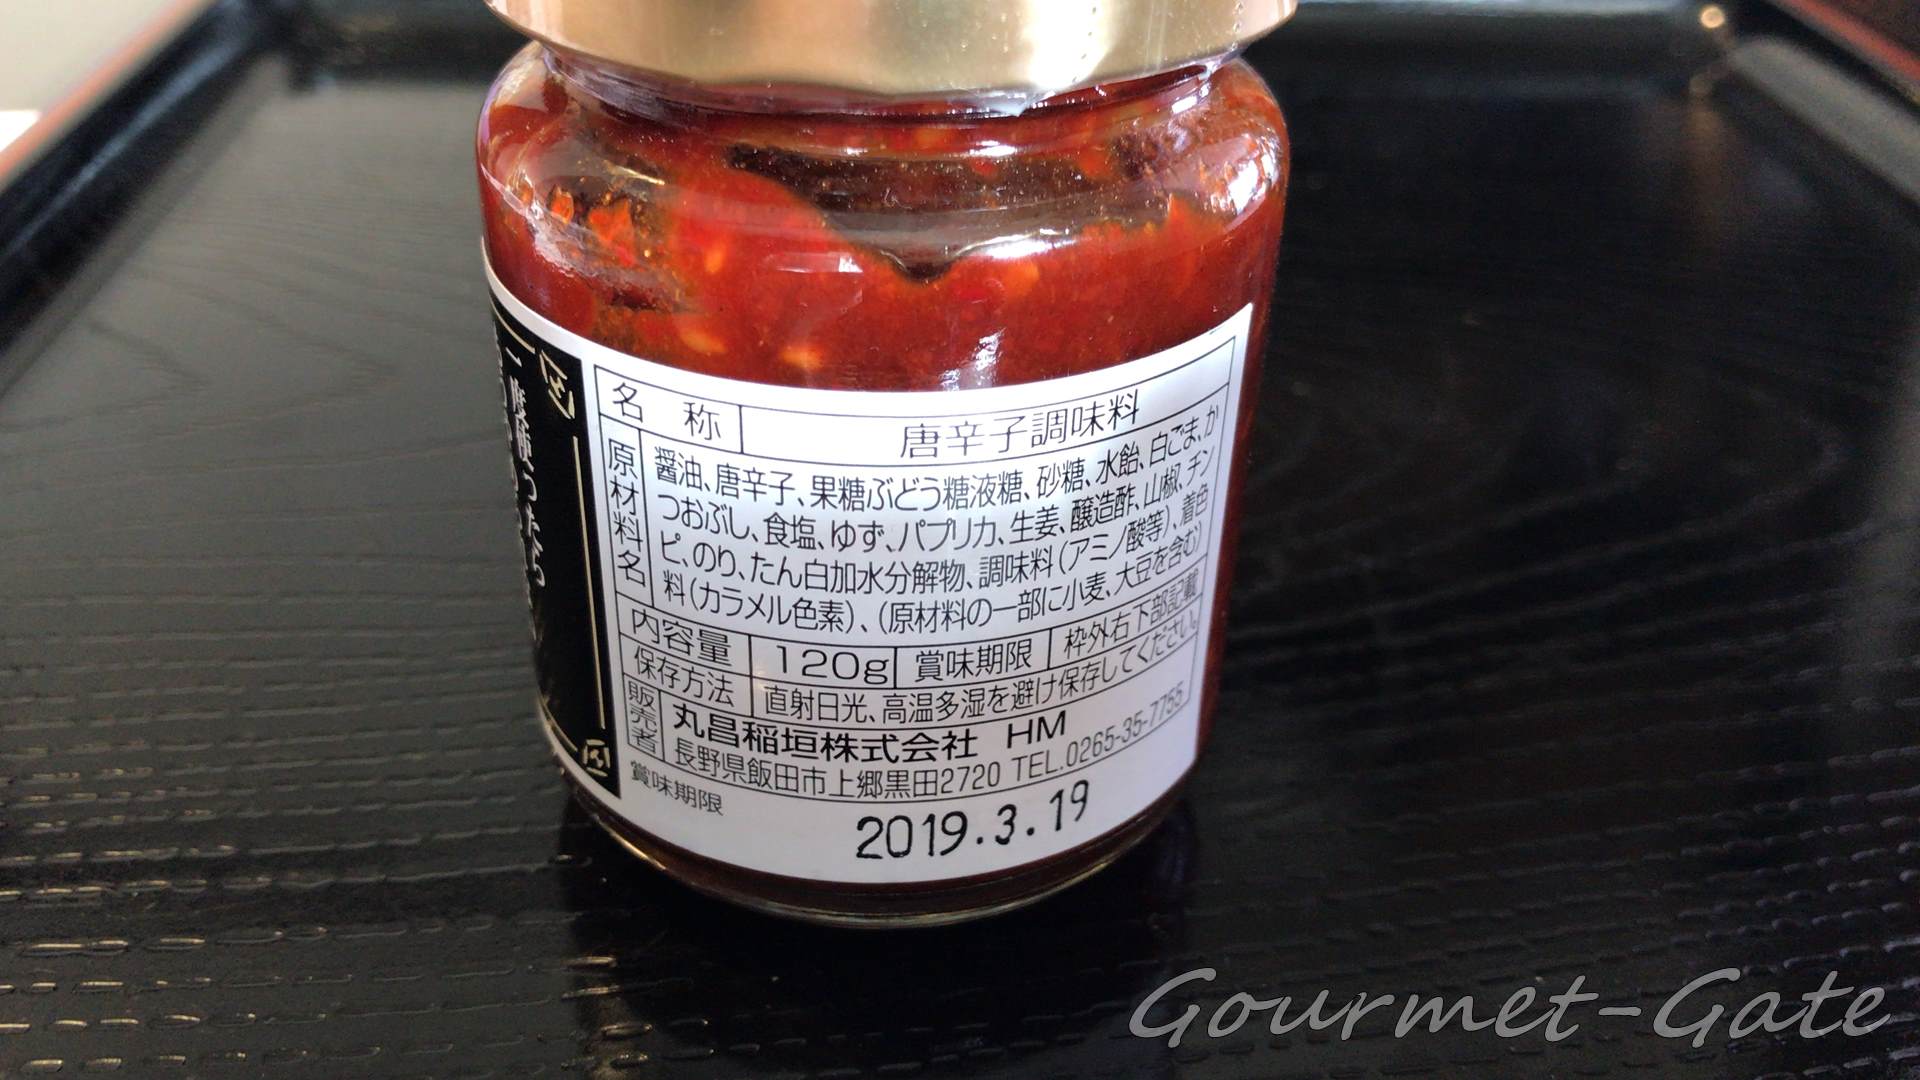 一度使ったら
名称 唐辛子調味料
原材料名 醤油、唐辛子、果糖ぶどう糖液糖、砂糖、水飴、白ごま、か
つおぶし、食塩、ゆず、パプリカ、生姜、醸造酢、山椒、チン
ピ、のり、たん白加水分解物、調味料(アミノ酸等)、着色
料(カラメル色素)、(原材料の一部に小麦、大豆を含む)
内容量 120g 賞味期限 枠外右下部記載
保存方法 直射日光、高温多湿を避け保存してください。
販売者 丸昌稲垣株式会社 HM
長野県飯田市上郷黒田2720 TEL.0265-35-7755
賞味期限
2019.3.19
Gourmet-Gate